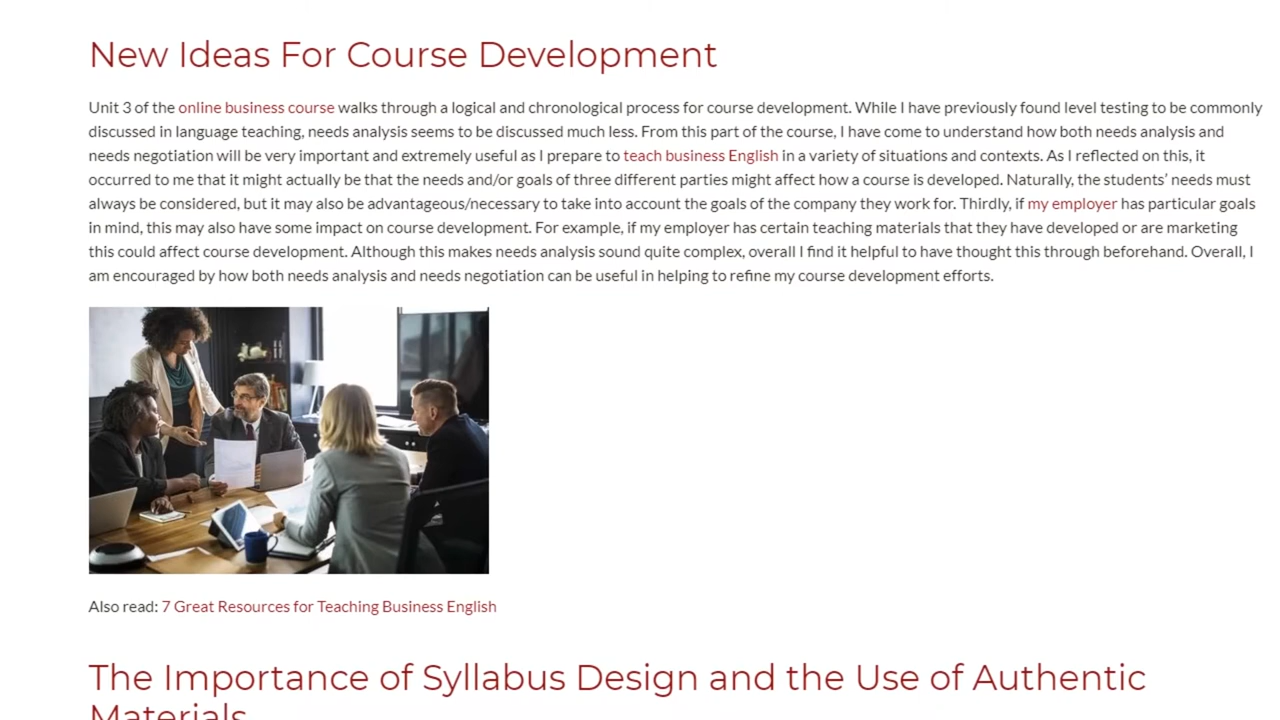 New Ideas For Course Development
Unit 3 of the online business course walks through a logical and chronological process for course development. While I have previously found level testing to be commonly
discussed in language teaching, needs analysis seems to be discussed much less. From this part of the course, I have come to understand how both needs analysis and
needs negotiation will be very important and extremely useful as I prepare to teach business English in a variety of situations and contexts. As I reflected on this, it
occurred to me that it might actually be that the needs and/or goals of three different parties might affect how a course is developed. Naturally, the students’ needs must
always be considered, but it may also be advantageous/necessary to take into account the goals of the company they work for. Thirdly, if my employer has particular goals
in mind, this may also have some impact on course development. For example, if my employer has certain teaching materials that they have developed or are marketing
this could affect course development. Although this makes needs analysis sound quite complex, overall I find it helpful to have thought this through beforehand. Overall, I
am encouraged by how both needs analysis and needs negotiation can be useful in helping to refine my course development efforts.
Also read: 7 Great Resources for Teaching Business English
The Importance of Syllabus Design and the Use of Authentic
Materials